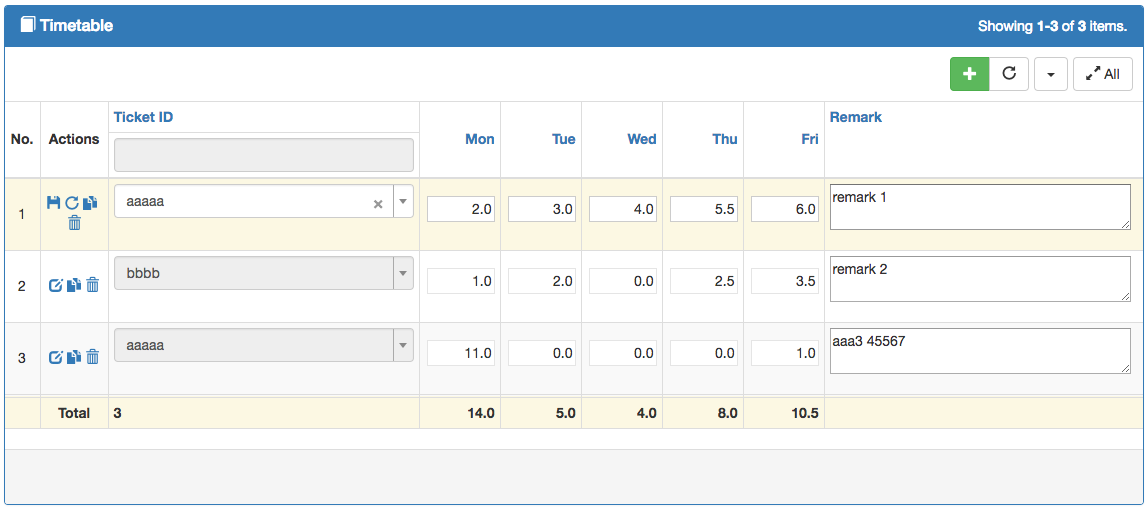 Timetable
Showing 1-3 of 3 items.
All
No. Actions Ticket ID Mon Tue Wed Thu Fri Remark
1 aaaaa × 2.0 3.0 4.0 5.5 6.0 remark 1
2 bbbb 1.0 2.0 0.0 2.5 3.5 remark 2
3 aaaaa 11.0 0.0 0.0 0.0 1.0 aaa3 45567
Total 3 14.0 5.0 4.0 8.0 10.5